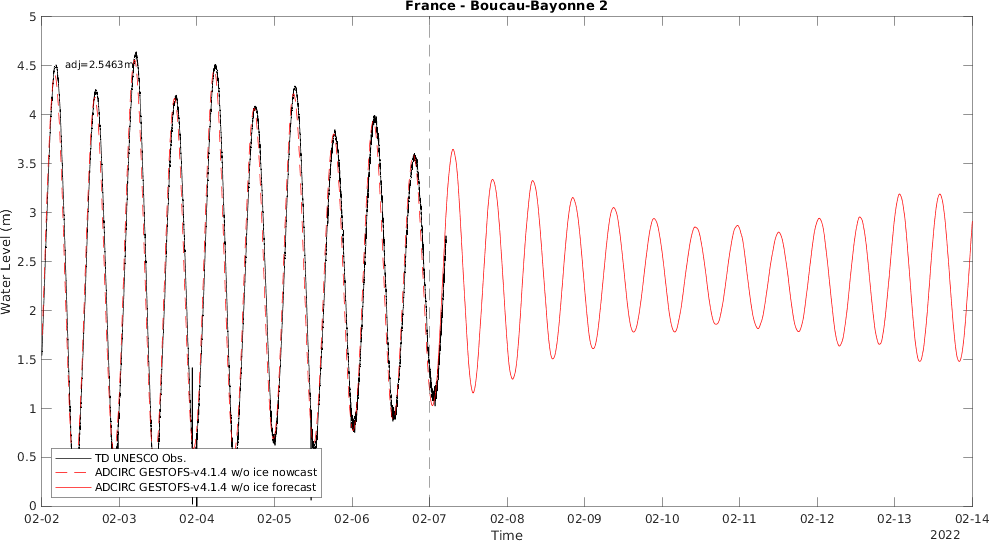 France - Boucau-Bayonne 2
5
4.5
4
3.5
3
2.5
2
1.5
1
0.5
0
Water Level (m)
adj=2.5463m
TD UNESCO Obs.
ADCIRC GESTOFS-v4.1.4 w/o ice nowcast
ADCIRC GESTOFS-v4.1.4 w/o ice forecast
02-02 02-03 02-04 02-05 02-06 02-07 02-08 02-09 02-10 02-11 02-12 02-13 02-14
Time
2022